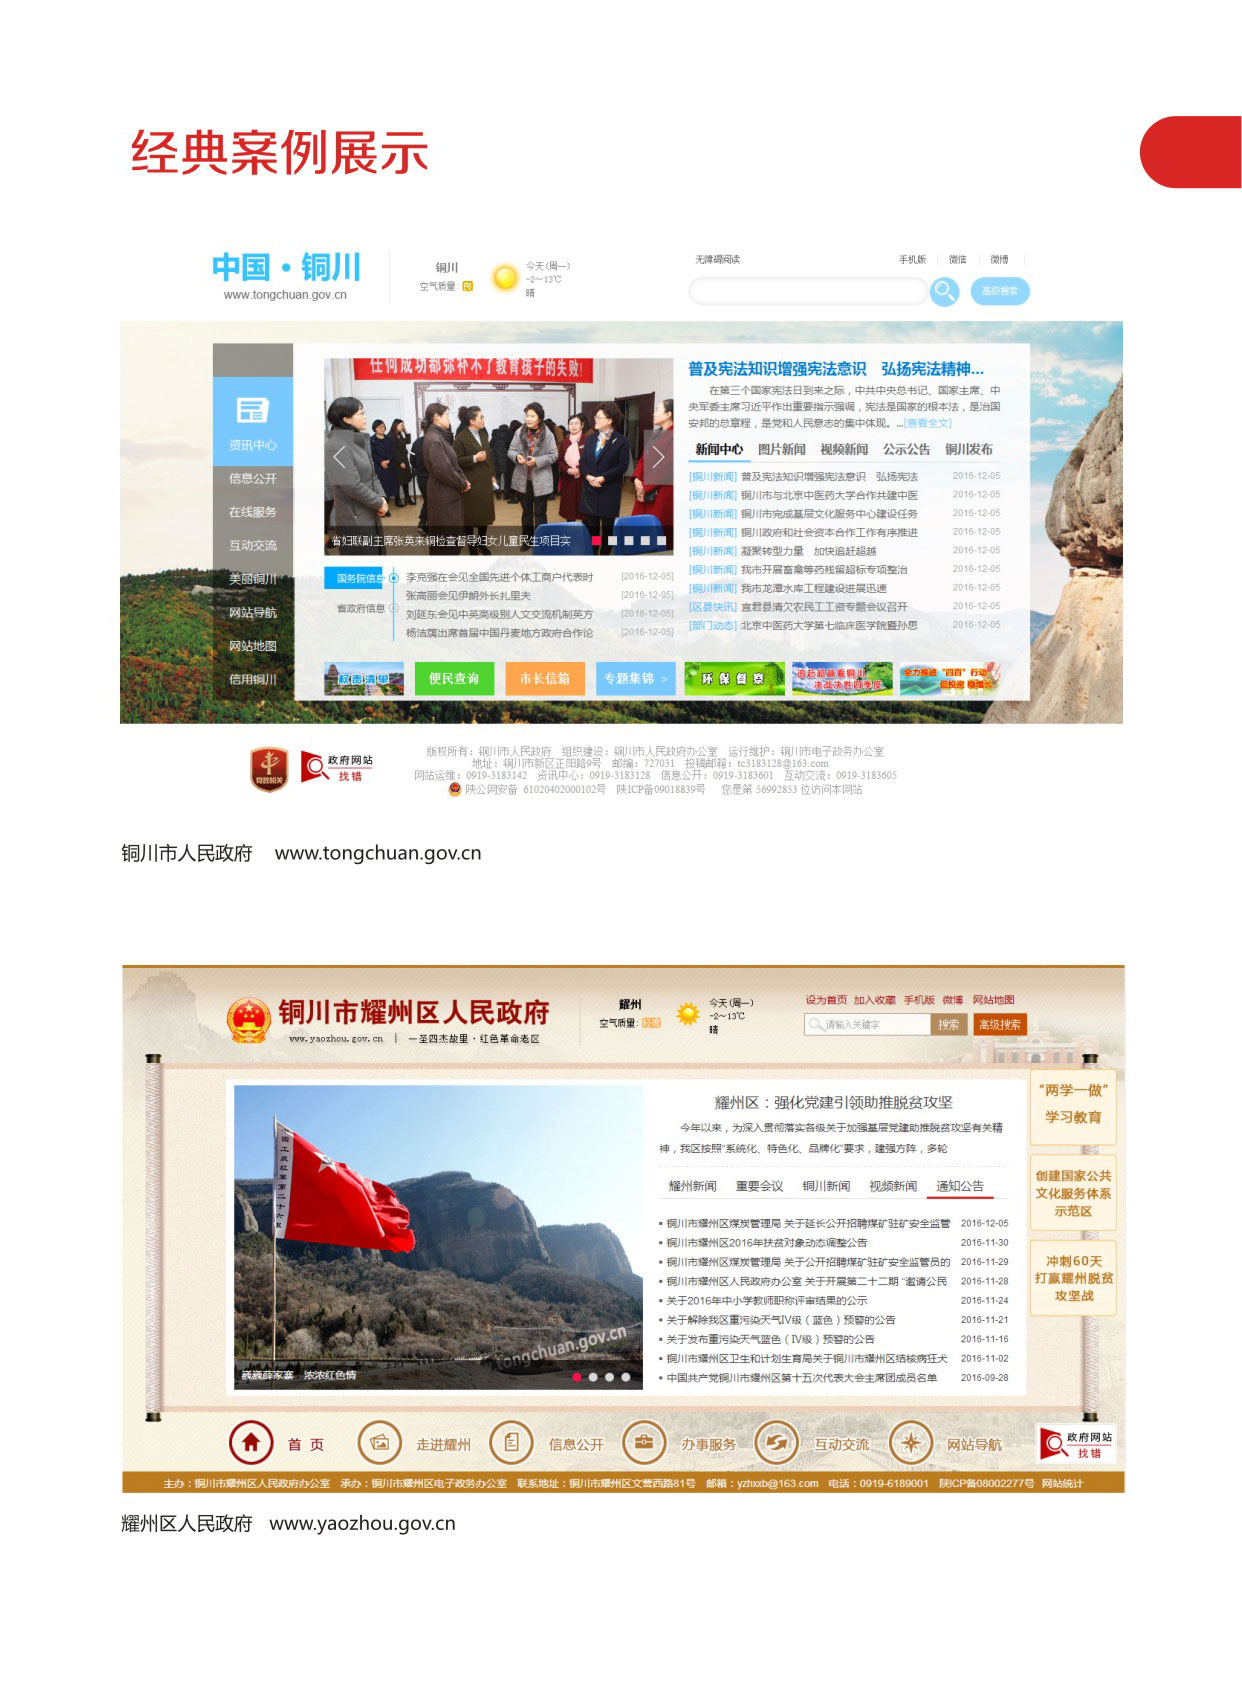 经典案例展示
中国·铜川
www.tongchuan.gov.cn
铜川
空气质量: 良
今天(周一)
-2~13℃
晴
无障碍阅读
手机版 微信 微博
高级搜索
任何成功都弥补不了教育孩子的失败!
资讯中心
信息公开
在线服务
互动交流
美丽铜川
网站导航
网站地图
信用铜川
省妇联副主席张英来铜检查督导妇女儿童民生项目实
普及宪法知识增强宪法意识 弘扬宪法精神...
在第三个国家宪法日到来之际,中共中央总书记、国家主席、中
央军委主席习近平作出重要指示强调,宪法是国家的根本法,是治国
安邦的总章程,是党和人民意志的集中体现。...[查看全文]
新闻中心 图片新闻 视频新闻 公示公告 铜川发布
[铜川新闻] 普及宪法知识增强宪法意识 弘扬宪法 2016-12-05
[铜川新闻] 铜川市与北京中医药大学合作共建中医 2016-12-05
[铜川新闻] 铜川市完成基层文化服务中心建设任务 2016-12-05
[铜川新闻] 铜川政府和社会资本合作工作有序推进 2016-12-05
[铜川新闻] 凝聚转型力量 加快追赶超越 2016-12-05
[铜川新闻] 我市开展畜禽等药残留超标专项整治 2016-12-05
[铜川新闻] 我市龙潭水库工程建设进展迅速 2016-12-05
[区县快讯] 宜君县清欠农民工工资专题会议召开 2016-12-05
[部门动态] 北京中医药大学第七临床医学院暨孙思 2016-12-05
国务院信息
省政府信息
李克强在会见全国先进个体工商户代表时 [2016-12-05]
张高丽会见伊朗外长扎里夫 [2016-12-05]
刘延东会见中英高级别人文交流机制英方 [2016-12-05]
杨洁篪出席首届中国丹麦地方政府合作论 [2016-12-05]
权责清单
便民查询
市长信箱
专题集锦 >
环保督察
追赶超越看铜川
决战决胜四季度
全力推进 "四百" 行动
促投资 稳增长
党政机关
政府网站
找错
版权所有:铜川市人民政府 组织建设:铜川市人民政府办公室 运行维护:铜川市电子政务办公室
地址:铜川市新区正阳路9号 邮编:727031 投稿邮箱:tc3183128@163.com
网站运维:0919-3183142 资讯中心:0919-3183128 信息公开:0919-3183601 互动交流:0919-3183605
陕公网安备 61020402000102号 陕ICP备09018839号 您是第 56992853 位访问本网站
铜川市人民政府 www.tongchuan.gov.cn
铜川市耀州区人民政府
www.yaozhou.gov.cn | 一圣四杰故里·红色革命老区
耀州
空气质量:
今天(周一)
-2~13℃
晴
设为首页 加入收藏 手机版 微博 网站地图
请输入关键字
搜索
高级搜索
"两学一做"
学习教育
创建国家公共
文化服务体系
示范区
冲刺60天
打赢耀州脱贫
攻坚战
tongchuan.gov.cn
巍巍薛家寨 浓浓红色情
耀州区:强化党建引领助推脱贫攻坚
今年以来,为深入贯彻落实各级关于加强基层党建助推脱贫攻坚有关精
神,我区按照"系统化、特色化、品牌化"要求,建强方阵,多轮
耀州新闻 重要会议 铜川新闻 视频新闻 通知公告
铜川市耀州区煤炭管理局 关于延长公开招聘煤矿驻矿安全监管 2016-12-05
铜川市耀州区2016年扶贫对象动态调整公告 2016-11-30
铜川市耀州区煤炭管理局 关于公开招聘煤矿驻矿安全监管员的 2016-11-29
铜川市耀州区人民政府办公室 关于开展第二十二期 "邀请公民 2016-11-28
关于2016年中小学教师职称评审结果的公示 2016-11-24
关于解除我区重污染天气IV级(蓝色)预警的公告 2016-11-21
关于发布重污染天气蓝色(IV级)预警的公告 2016-11-16
铜川市耀州区卫生和计划生育局关于铜川市耀州区结核病狂犬 2016-11-02
中国共产党铜川市耀州区第十五次代表大会主席团成员名单 2016-09-28
首 页
走进耀州
信息公开
办事服务
互动交流
网站导航
政府网站
找错
主办:铜川市耀州区人民政府办公室 承办:铜川市耀州区电子政务办公室 联系地址:铜川市耀州区文营西路81号 邮箱:yzhxxb@163.com 电话:0919-6189001 陕ICP备08002277号 网站统计
耀州区人民政府 www.yaozhou.gov.cn